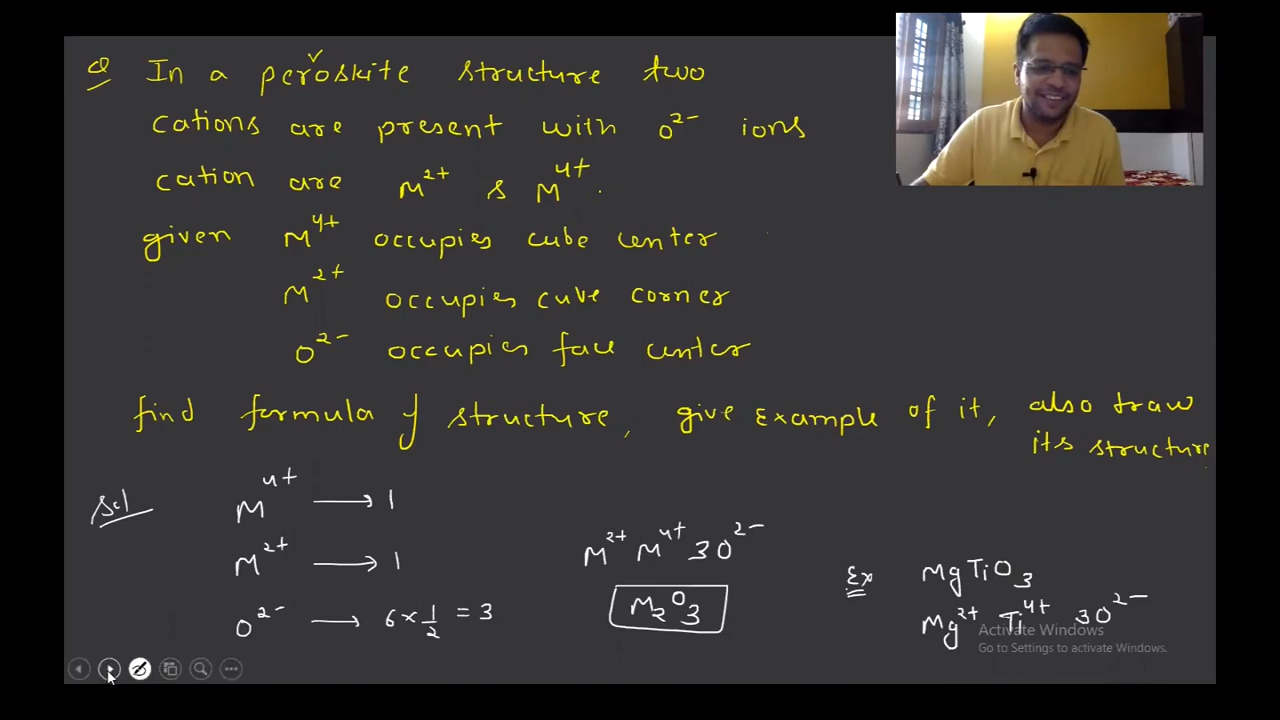 Q In a peroskite structure two
cations are present with O²⁻ ions
cation are M²⁺ & M⁴⁺.
given M⁴⁺ occupies cube center
M²⁺ occupies cube corner
O²⁻ occupies face center
find formula of structure, give Example of it, also traw
its structure
Sol M⁴⁺ → 1
M²⁺ → 1
O²⁻ → 6 × 1/2 = 3
M²⁺ M⁴⁺ 3O²⁻
M₂O₃
Ex MgTiO₃
Mg²⁺ Ti⁴⁺ 3O²⁻
Activate Windows
Go to Settings to activate Windows.